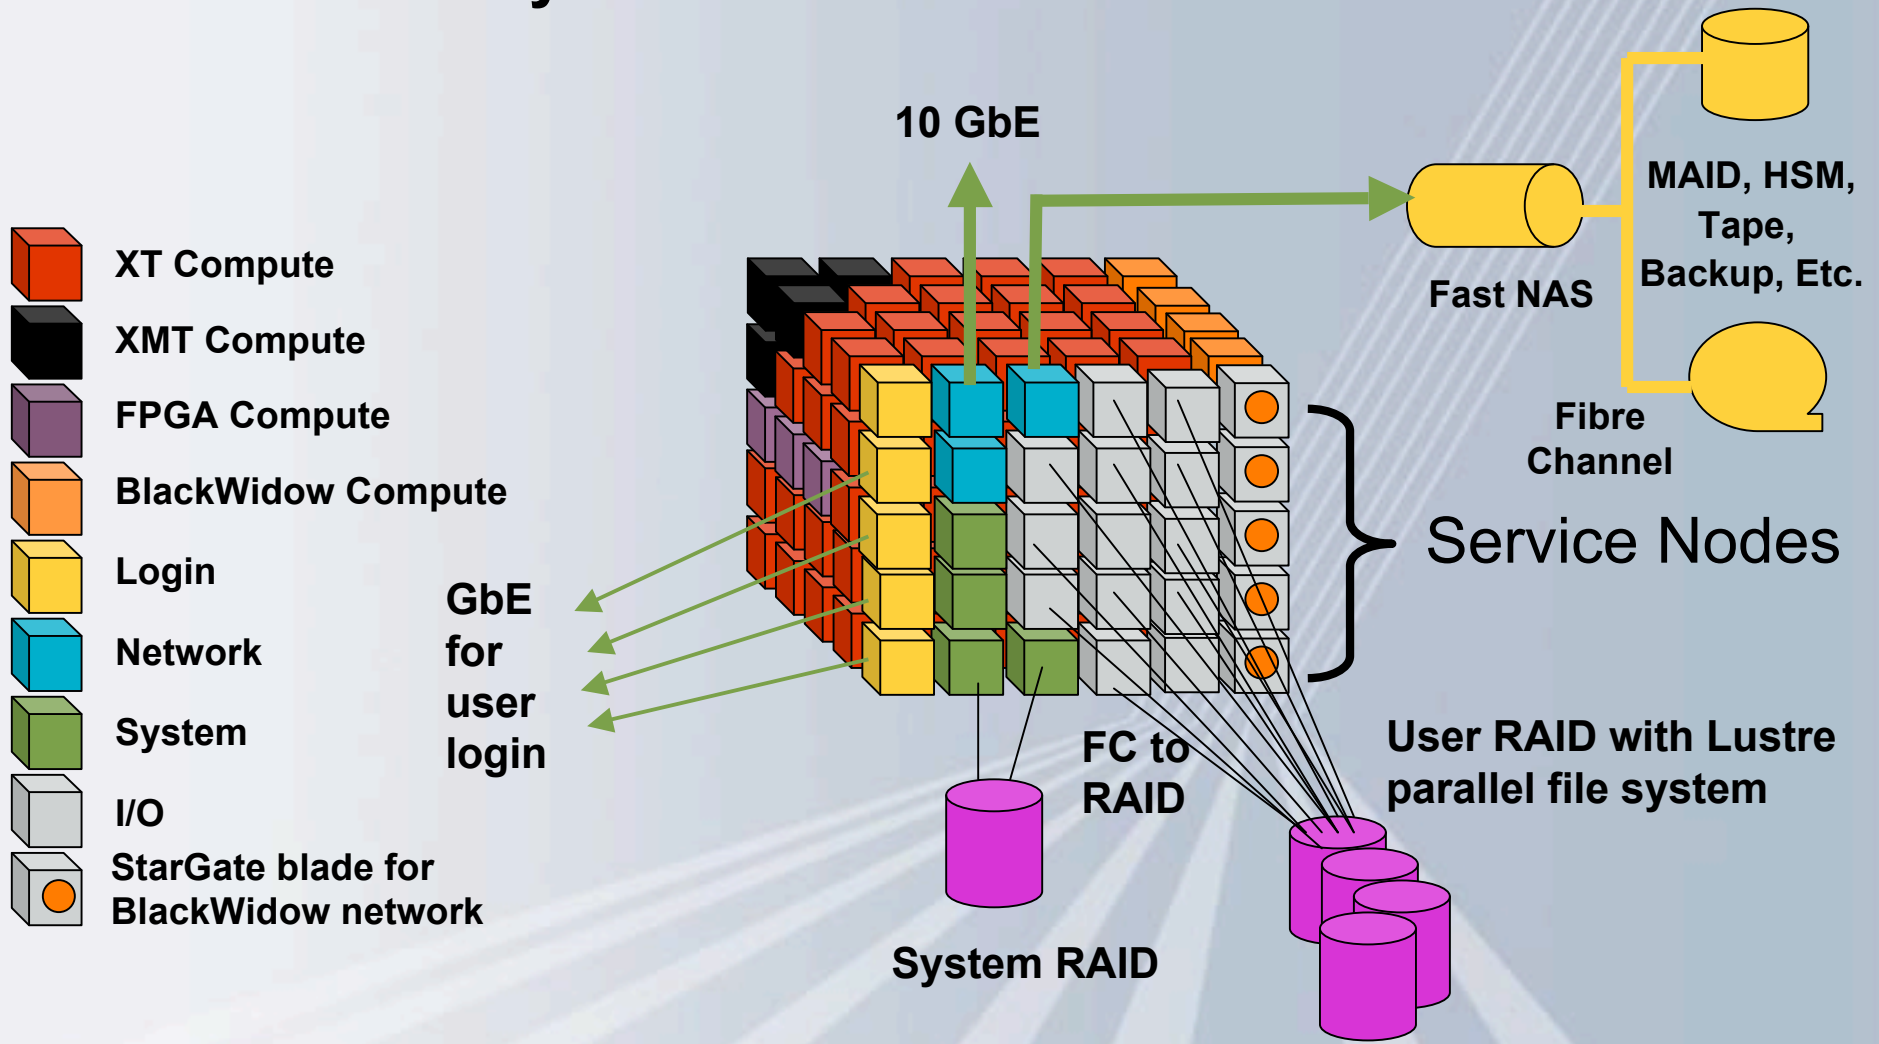 10 GbE
XT Compute
XMT Compute
FPGA Compute
BlackWidow Compute
Login
Network
System
I/O
StarGate blade for
BlackWidow network
GbE
for
user
login
MAID, HSM,
Tape,
Backup, Etc.
Fast NAS
Fibre
Channel
Service Nodes
FC to
RAID
User RAID with Lustre
parallel file system
System RAID